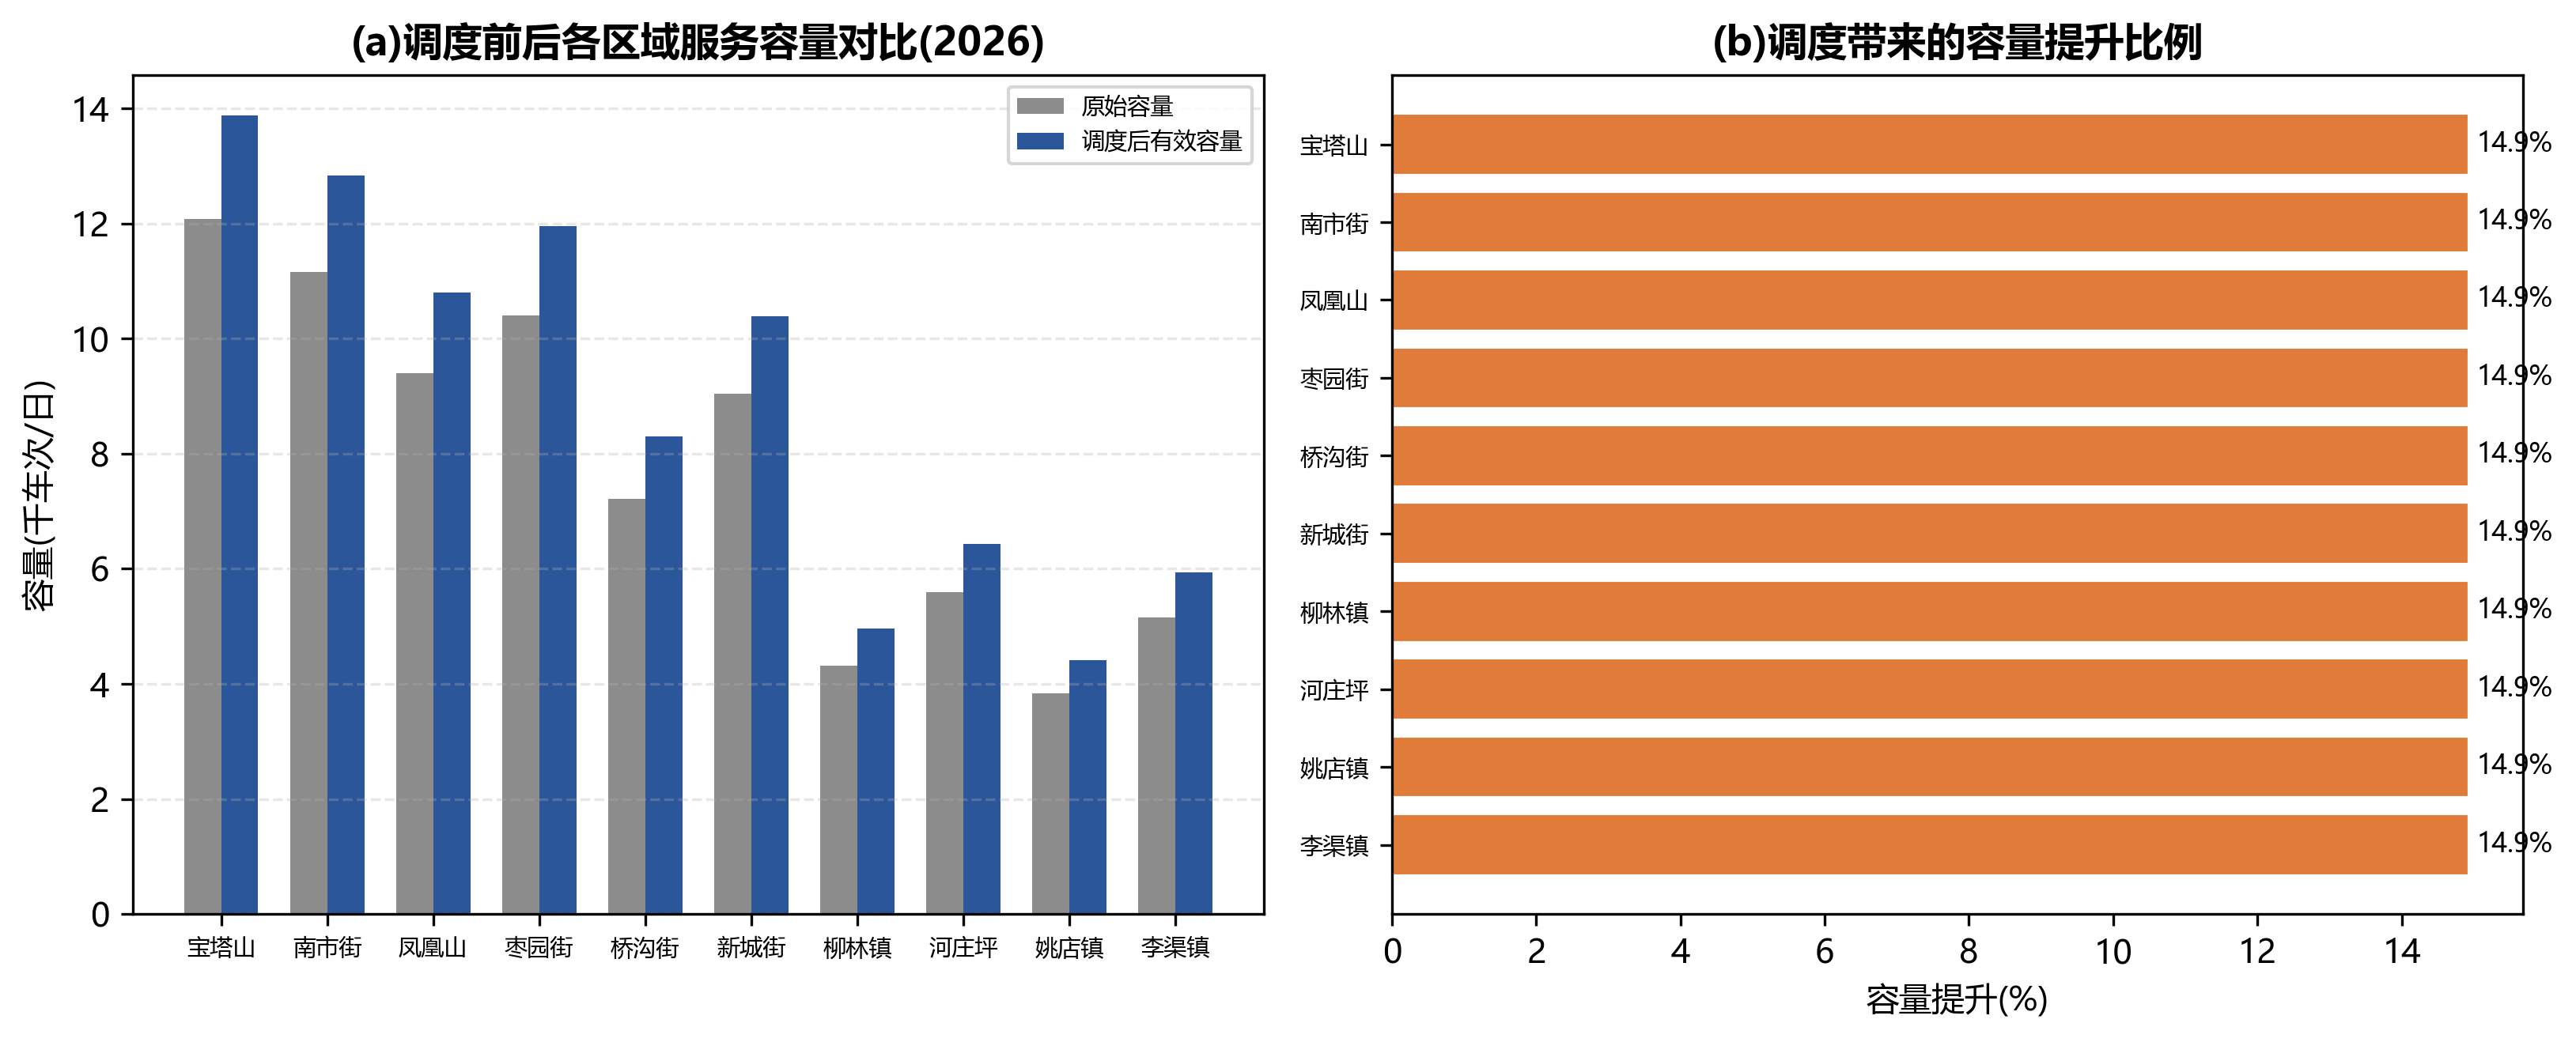 (a)调度前后各区域服务容量对比(2026)
原始容量
调度后有效容量
容量(千车次/日)
14
12
10
8
6
4
2
0
宝塔山 南市街 凤凰山 枣园街 桥沟街 新城街 柳林镇 河庄坪 姚店镇 李渠镇
(b)调度带来的容量提升比例
宝塔山 14.9%
南市街 14.9%
凤凰山 14.9%
枣园街 14.9%
桥沟街 14.9%
新城街 14.9%
柳林镇 14.9%
河庄坪 14.9%
姚店镇 14.9%
李渠镇 14.9%
0 2 4 6 8 10 12 14
容量提升(%)